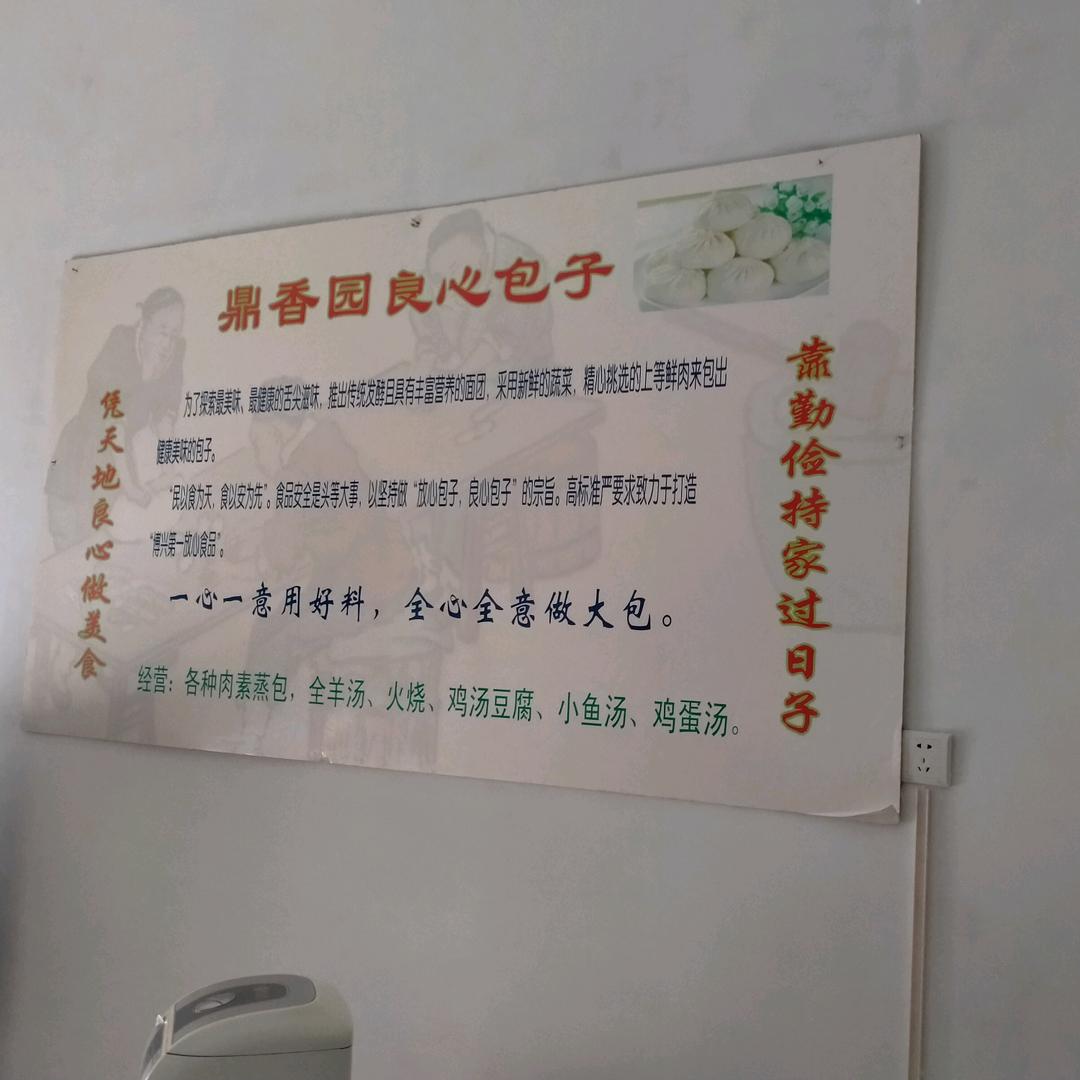 鼎香园良心包子
凭天地良心做美食
为了探索最美味、最健康的舌尖滋味，推出传统发酵且具有丰富营养的面团，采用新鲜的蔬菜，精心挑选的上等鲜肉来包出
健康美味的包子。
“民以食为天，食以安为先”。食品安全是头等大事，以坚持做“放心包子，良心包子”的宗旨。高标准严要求致力于打造
“博兴第一放心食品”。
一心一意用好料，全心全意做大包。
经营：各种肉素蒸包，全羊汤、火烧、鸡汤豆腐、小鱼汤、鸡蛋汤。
靠勤俭持家过日子